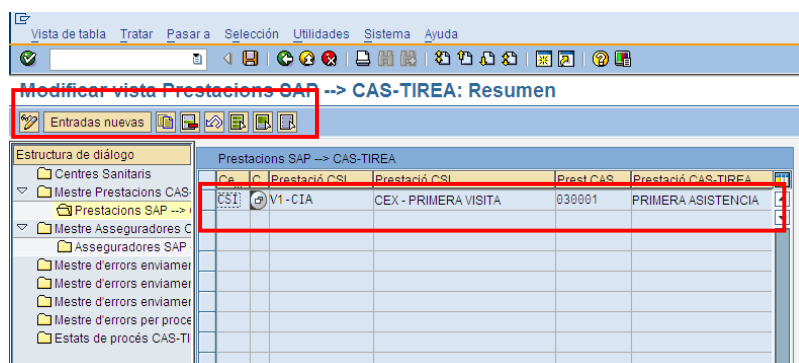 Vista de tabla Tratar Pasar a Selección Utilidades Sistema Ayuda
Modificar vista Prestacions SAP --> CAS-TIREA: Resumen
Entradas nuevas
Estructura de diálogo
Centres Sanitaris
Mestre Prestacions CAS-
Prestacions SAP -->
Mestre Asseguradores C
Asseguradores SAP
Mestre d'errors enviamer
Mestre d'errors enviamer
Mestre d'errors enviamer
Mestre d'errors per proce
Estats de procés CAS-TI
Prestacions SAP --> CAS-TIREA
Ce... C. Prestació CSI Prestació CSI Prest.CAS Prestació CAS-TIREA
CSI V1-CIA CEX - PRIMERA VISITA 030001 PRIMERA ASISTENCIA